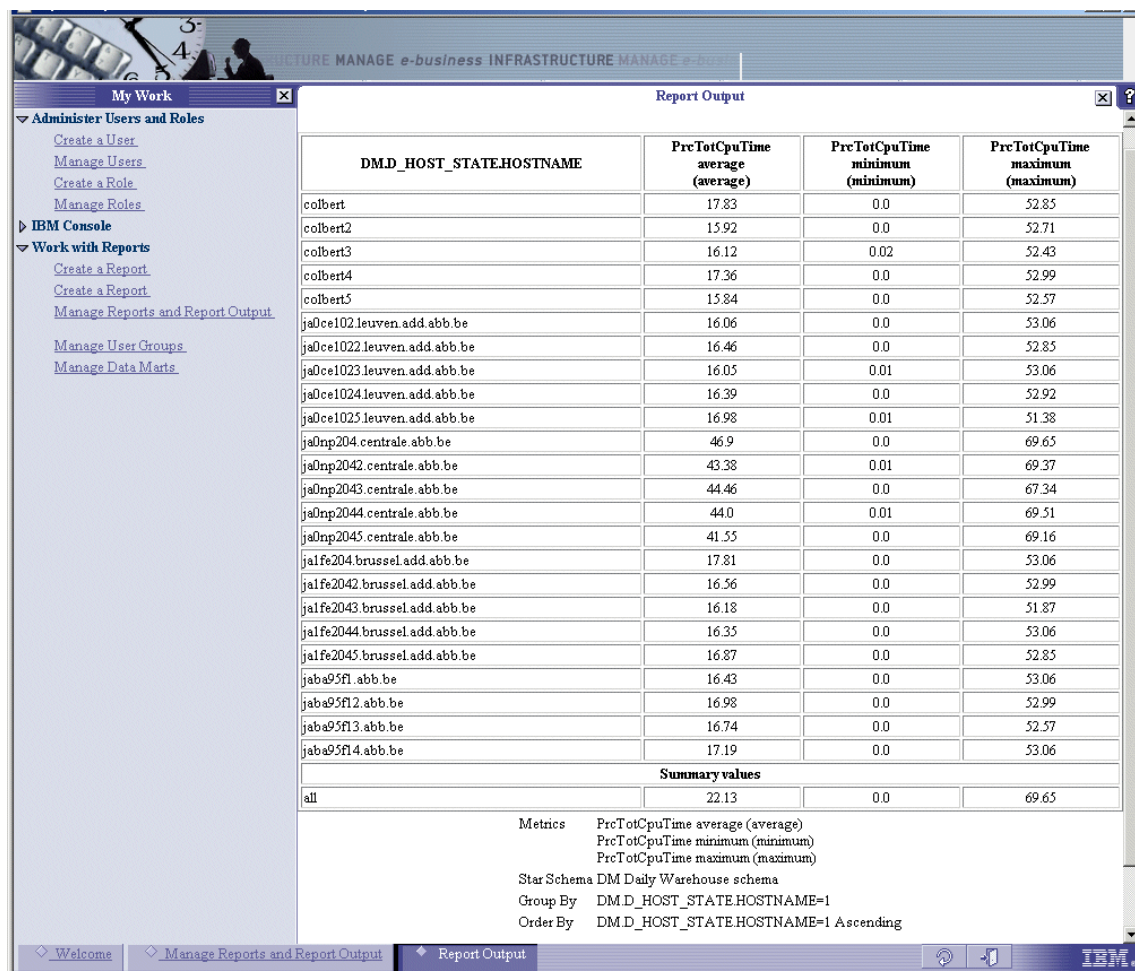 3
4
5
6
UCTURE MANAGE e-business INFRASTRUCTURE MANAGE e-busi
My Work
Report Output
?
Administer Users and Roles
Create a User
Manage Users
Create a Role
Manage Roles
IBM Console
Work with Reports
Create a Report
Create a Report
Manage Reports and Report Output
Manage User Groups
Manage Data Marts
DM.D_HOST_STATE.HOSTNAME PrcTotCpuTime average (average) PrcTotCpuTime minimum (minimum) PrcTotCpuTime maximum (maximum)
colbert 17.83 0.0 52.85
colbert2 15.92 0.0 52.71
colbert3 16.12 0.02 52.43
colbert4 17.36 0.0 52.99
colbert5 15.84 0.0 52.57
ja0ce102.leuven.add.abb.be 16.06 0.0 53.06
ja0ce1022.leuven.add.abb.be 16.46 0.0 52.85
ja0ce1023.leuven.add.abb.be 16.05 0.01 53.06
ja0ce1024.leuven.add.abb.be 16.39 0.0 52.92
ja0ce1025.leuven.add.abb.be 16.98 0.01 51.38
ja0np204.centrale.abb.be 46.9 0.0 69.65
ja0np2042.centrale.abb.be 43.38 0.01 69.37
ja0np2043.centrale.abb.be 44.46 0.0 67.34
ja0np2044.centrale.abb.be 44.0 0.01 69.51
ja0np2045.centrale.abb.be 41.55 0.0 69.16
ja1fe204.brussel.add.abb.be 17.81 0.0 53.06
ja1fe2042.brussel.add.abb.be 16.56 0.0 52.99
ja1fe2043.brussel.add.abb.be 16.18 0.0 51.87
ja1fe2044.brussel.add.abb.be 16.35 0.0 53.06
ja1fe2045.brussel.add.abb.be 16.87 0.0 52.85
jaba95f1.abb.be 16.43 0.0 53.06
jaba95f12.abb.be 16.98 0.0 52.99
jaba95f13.abb.be 16.74 0.0 52.57
jaba95f14.abb.be 17.19 0.0 53.06
Summary values
all 22.13 0.0 69.65
Metrics PrcTotCpuTime average (average)
PrcTotCpuTime minimum (minimum)
PrcTotCpuTime maximum (maximum)
Star Schema DM Daily Warehouse schema
Group By DM.D_HOST_STATE.HOSTNAME=1
Order By DM.D_HOST_STATE.HOSTNAME=1 Ascending
Welcome Manage Reports and Report Output Report Output IBM.